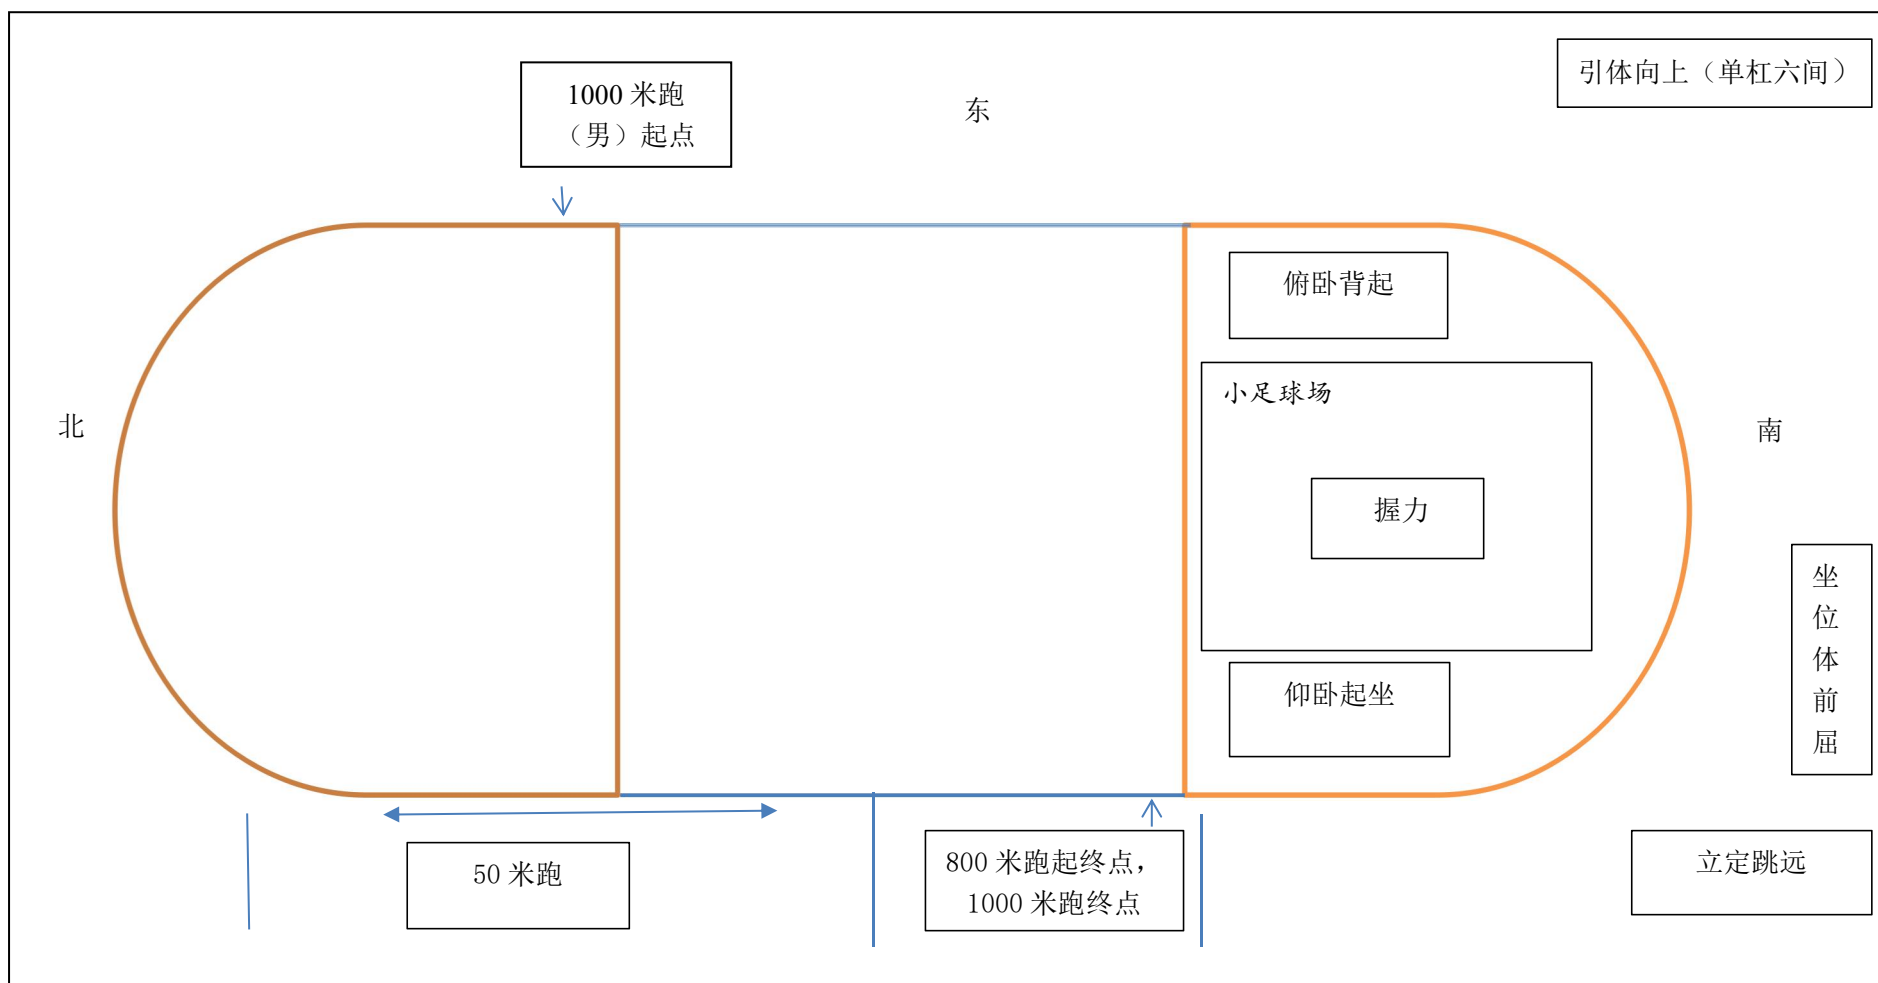 引体向上（单杠六间）
1000 米跑
（男）起点
东
俯卧背起
小足球场
北
南
握力
坐
位
体
前
屈
仰卧起坐
50 米跑
800 米跑起终点，
1000 米跑终点
立定跳远